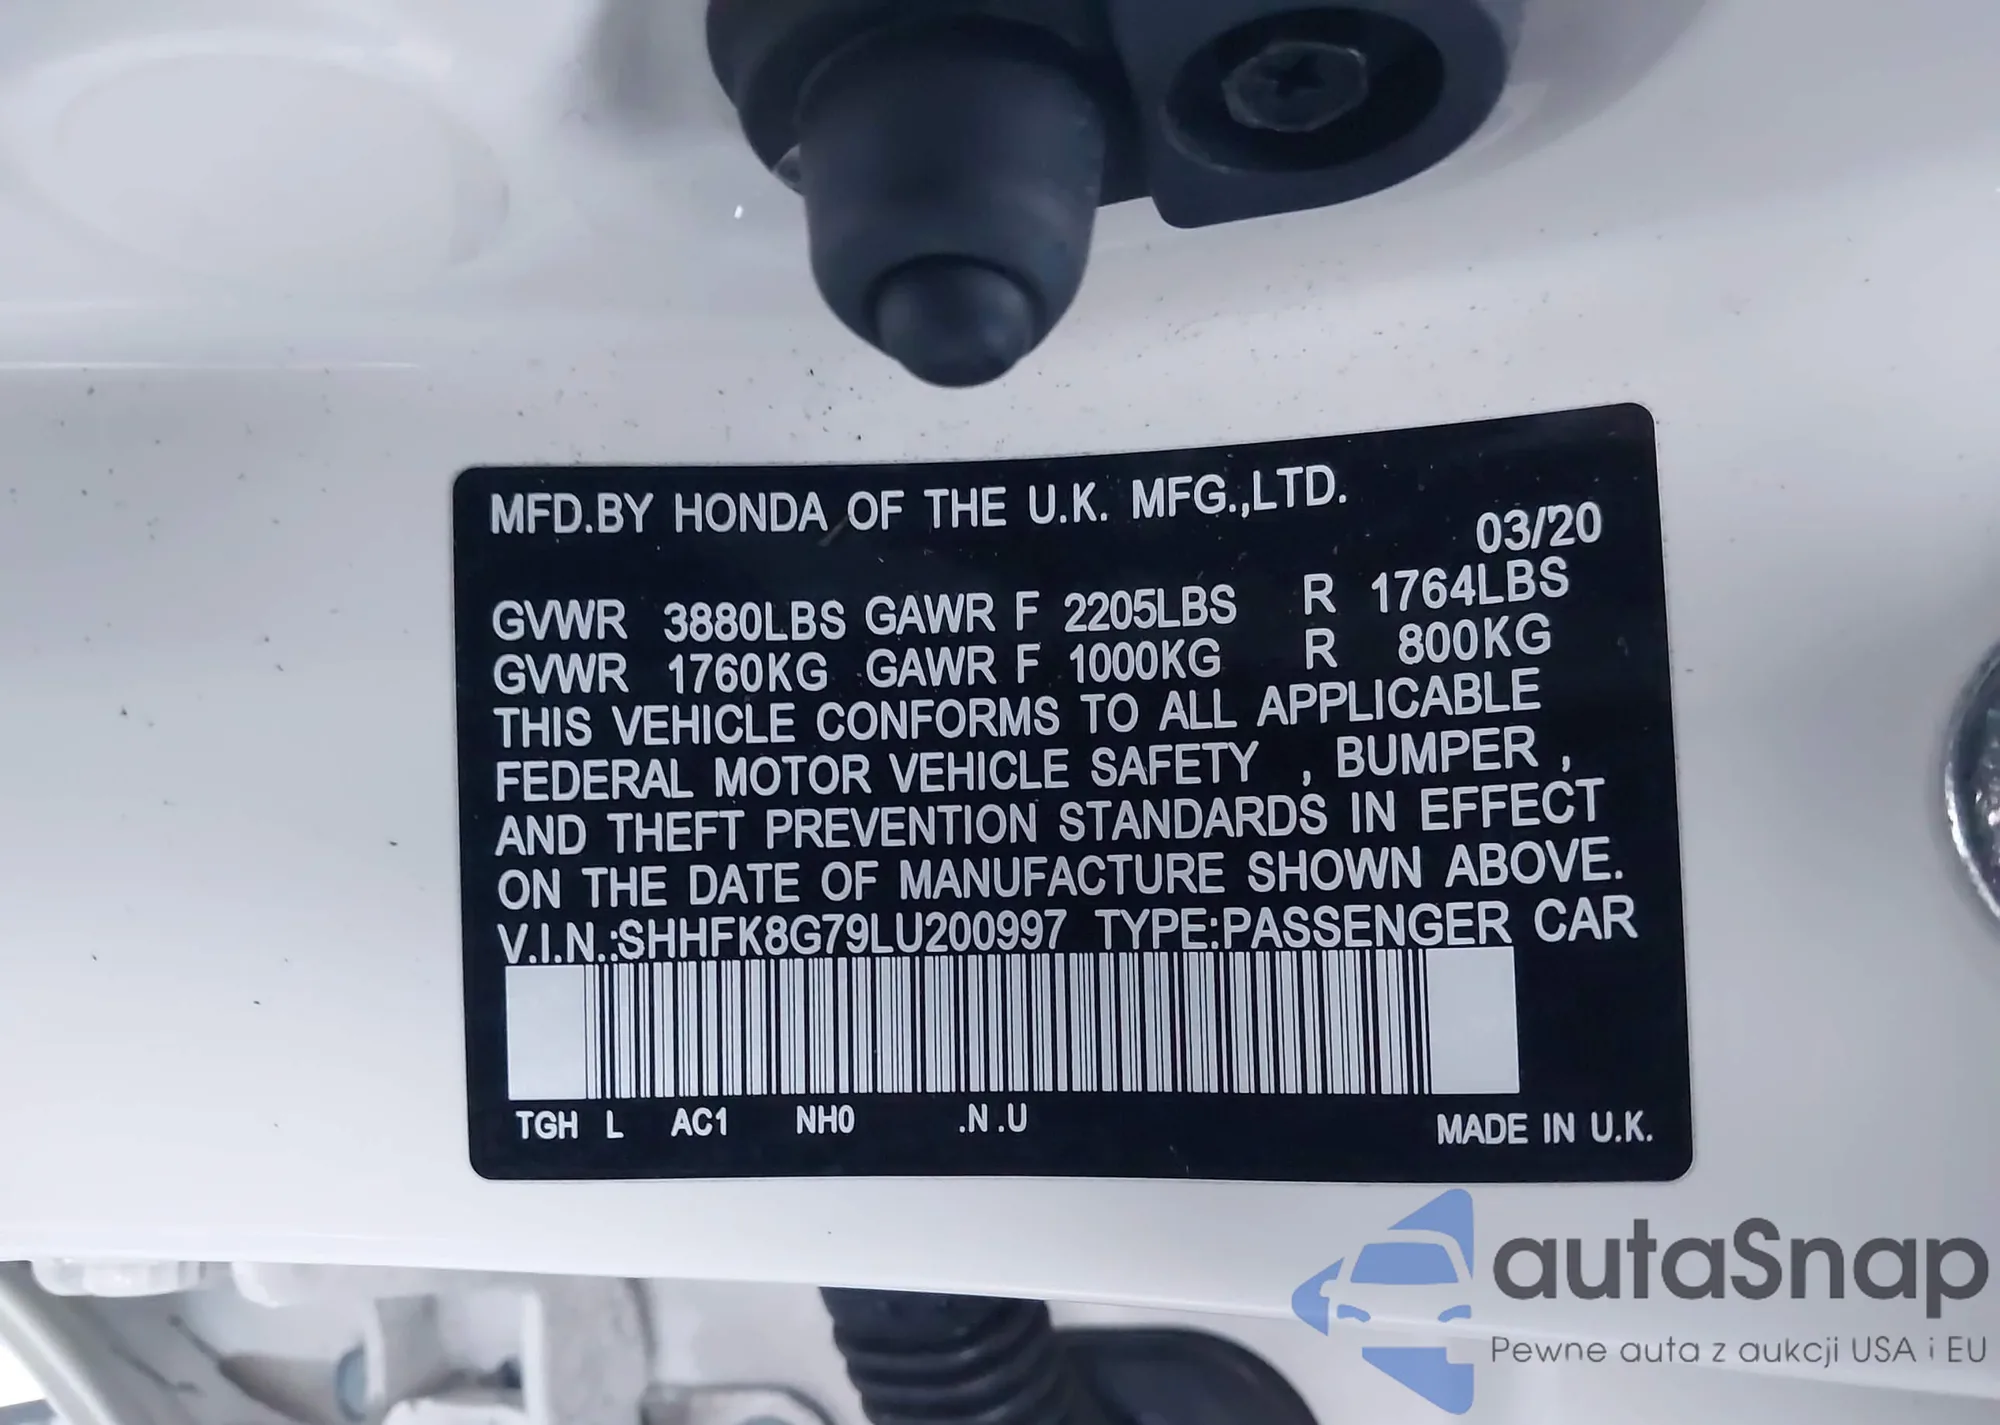 MFD.BY HONDA OF THE U.K. MFG.,LTD.
03/20
GVWR 3880LBS GAWR F 2205LBS R 1764LBS
GVWR 1760KG GAWR F 1000KG R 800KG
THIS VEHICLE CONFORMS TO ALL APPLICABLE
FEDERAL MOTOR VEHICLE SAFETY , BUMPER ,
AND THEFT PREVENTION STANDARDS IN EFFECT
ON THE DATE OF MANUFACTURE SHOWN ABOVE.
V.I.N.:SHHFK8G79LU200997 TYPE:PASSENGER CAR
TGH L AC1 NH0 .N .U MADE IN U.K.
autaSnap
Pewne auta z aukcji USA i EU